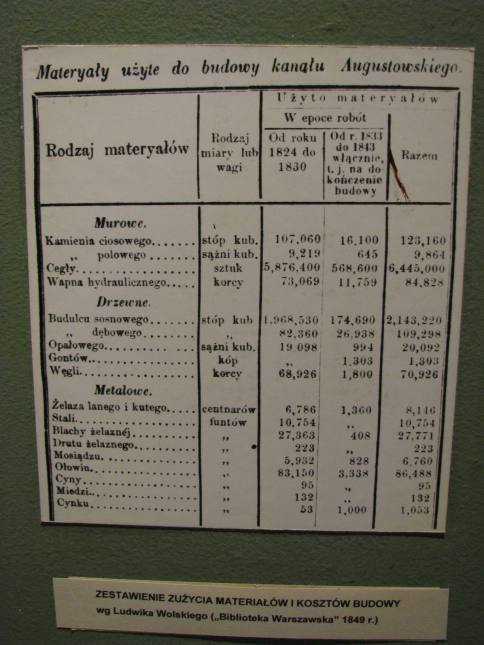 Materyały użyte do budowy kanału Augustowskiego.
Rodzaj materyałów
Rodzaj miary lub wagi
Użyto materyałów
W epoce robót
Od roku 1824 do 1830
Od r. 1833 do 1843 włącznie, t. j. na dokończenie budowy
Razem
Murowe.
Kamienia ciosowego...... stóp kub. 107,060 16,100 123,160
„ polowego ...... sążni kub. 9,219 645 9,864
Cegły................ sztuk 5,876,400 568,600 6,445,000
Wapna hydraulicznego..... korcy 73,069 11,759 84,828
Drzewne.
Budulcu sosnowego....... stóp kub 1,968,530 174,690 2,143,220
„ dębowego........ „ 82,360 26,938 109,298
Opałowego............ sążni kub. 19,098 994 20,092
Gontów.............. kóp „ 1,303 1,303
Węgli............... korcy 68,926 1,800 70,926
Metalowe.
Żelaza lanego i kutego..... centnarów 6,786 1,360 8,146
Stali................ funtów 10,754 „ 10,754
Blachy żelaznéj......... „ 27,363 408 27,771
Drutu żelaznego......... „ 223 „ 223
Mosiądzu............. „ 5,932 828 6,760
Ołowiu.............. „ 83,150 3,338 86,488
Cyny............... „ 95 „ 95
Miedzi.............. „ 132 „ 132
Cynku.............. „ 53 1,000 1,053
ZESTAWIENIE ZUŻYCIA MATERIAŁÓW I KOSZTÓW BUDOWY
wg Ludwika Wolskiego („Biblioteka Warszawska" 1849 r.)